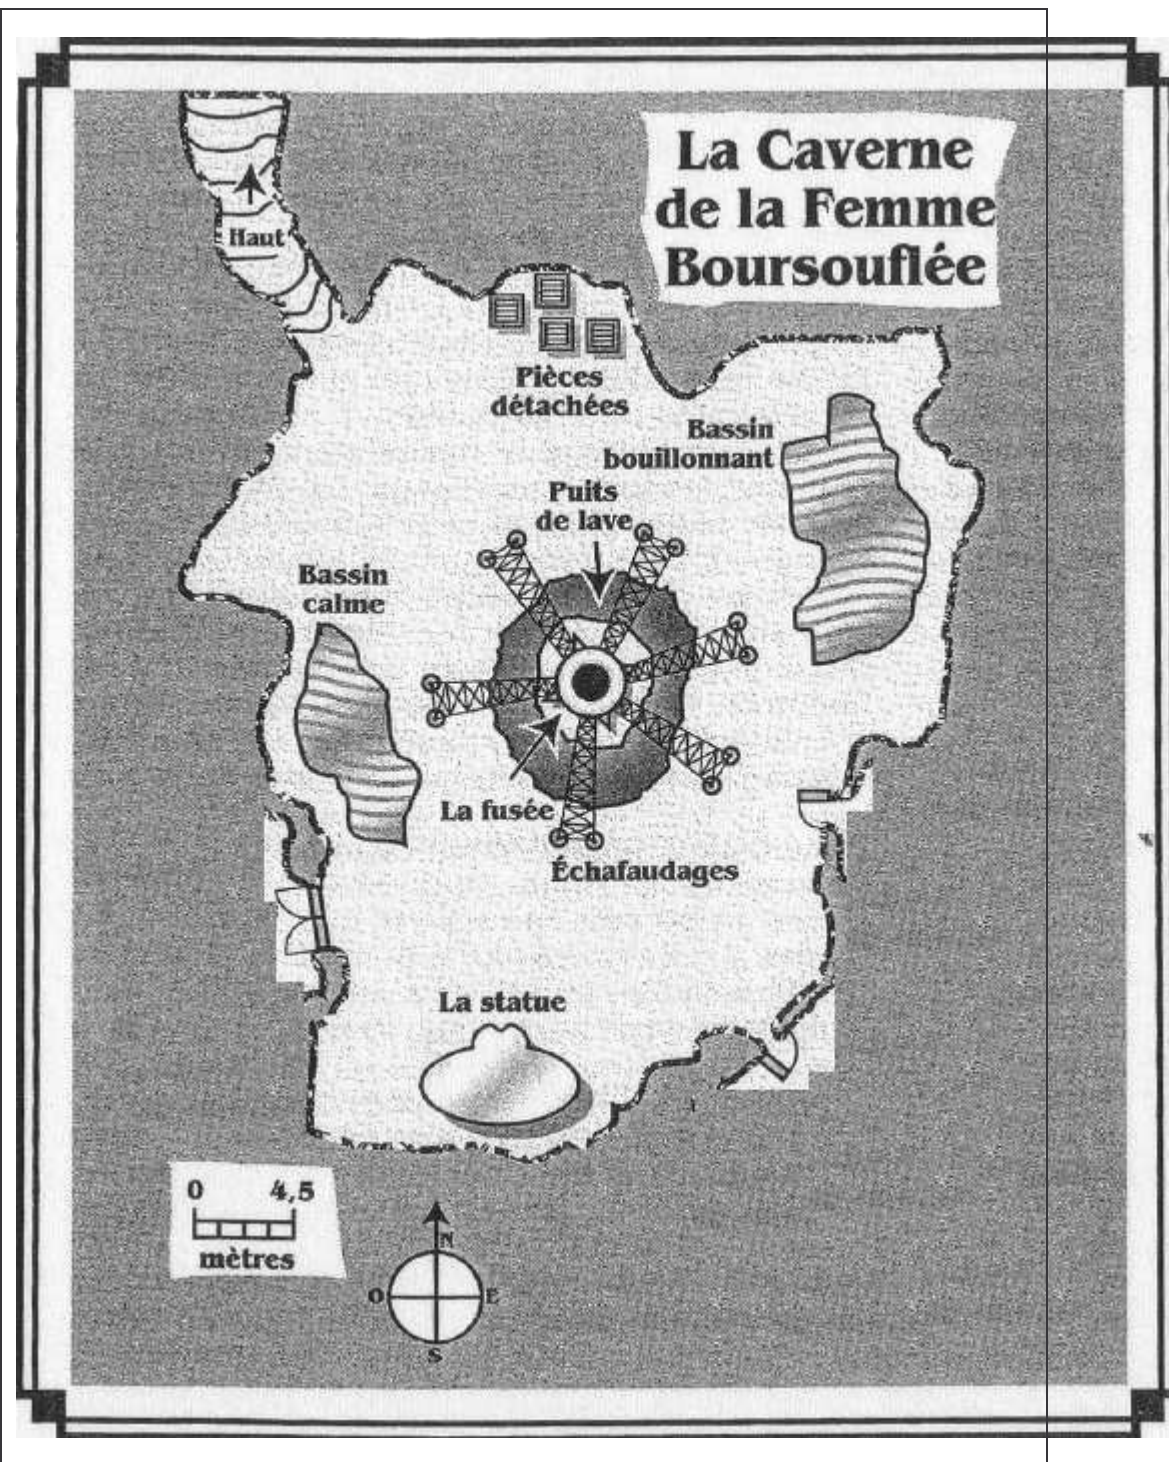 La Caverne
de la Femme
Boursouflée
Haut
Pièces
détachées
Bassin
bouillonnant
Puits
de lave
Bassin
calme
La fusée
Échafaudages
La statue
0 4,5
mètres
N
O E
S